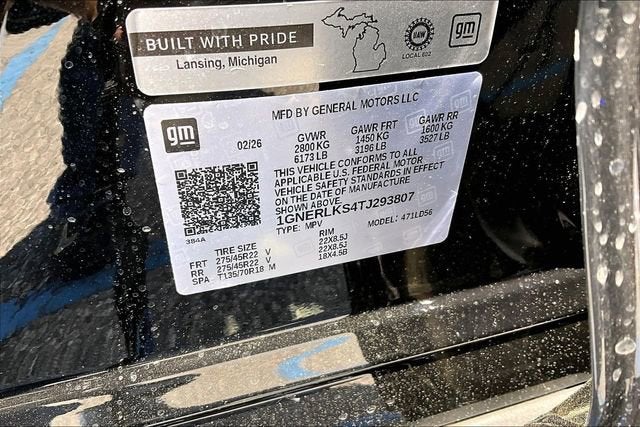 BUILT WITH PRIDE
Lansing, Michigan
UAW
LOCAL 602
gm
gm
MFD BY GENERAL MOTORS LLC
02/26
GVWR GAWR FRT GAWR RR
2800 KG 1450 KG 1600 KG
6173 LB 3196 LB 3527 LB
THIS VEHICLE CONFORMS TO ALL
APPLICABLE U.S. FEDERAL MOTOR
VEHICLE SAFETY STANDARDS IN EFFECT
ON THE DATE OF MANUFACTURE
SHOWN ABOVE.
1GNERLKS4TJ293807
TYPE: MPV MODEL: 471LD56
3B4A
TIRE SIZE RIM
FRT 275/45R22 V 22X8.5J
RR 275/45R22 V 22X8.5J
SPA T135/70R18 M 18X4.5B